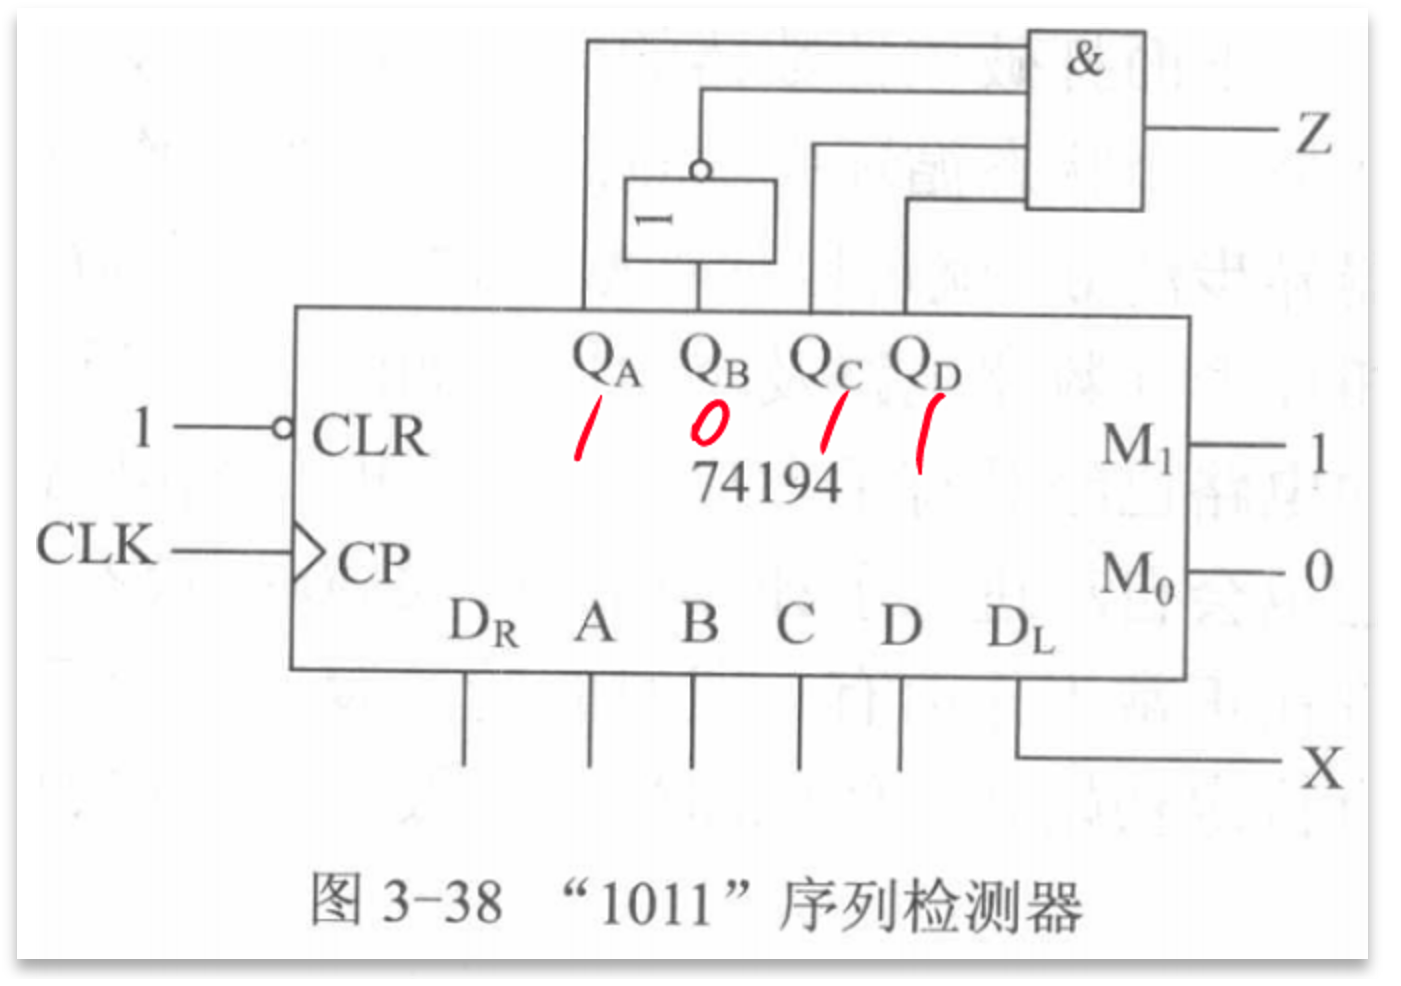 &
Z
1
Q_A Q_B Q_C Q_D
1 0 1 1
1 CLR
74194
M_1 1
CLK CP
M_0 0
D_R A B C D D_L
X
图 3-38 “1011”序列检测器